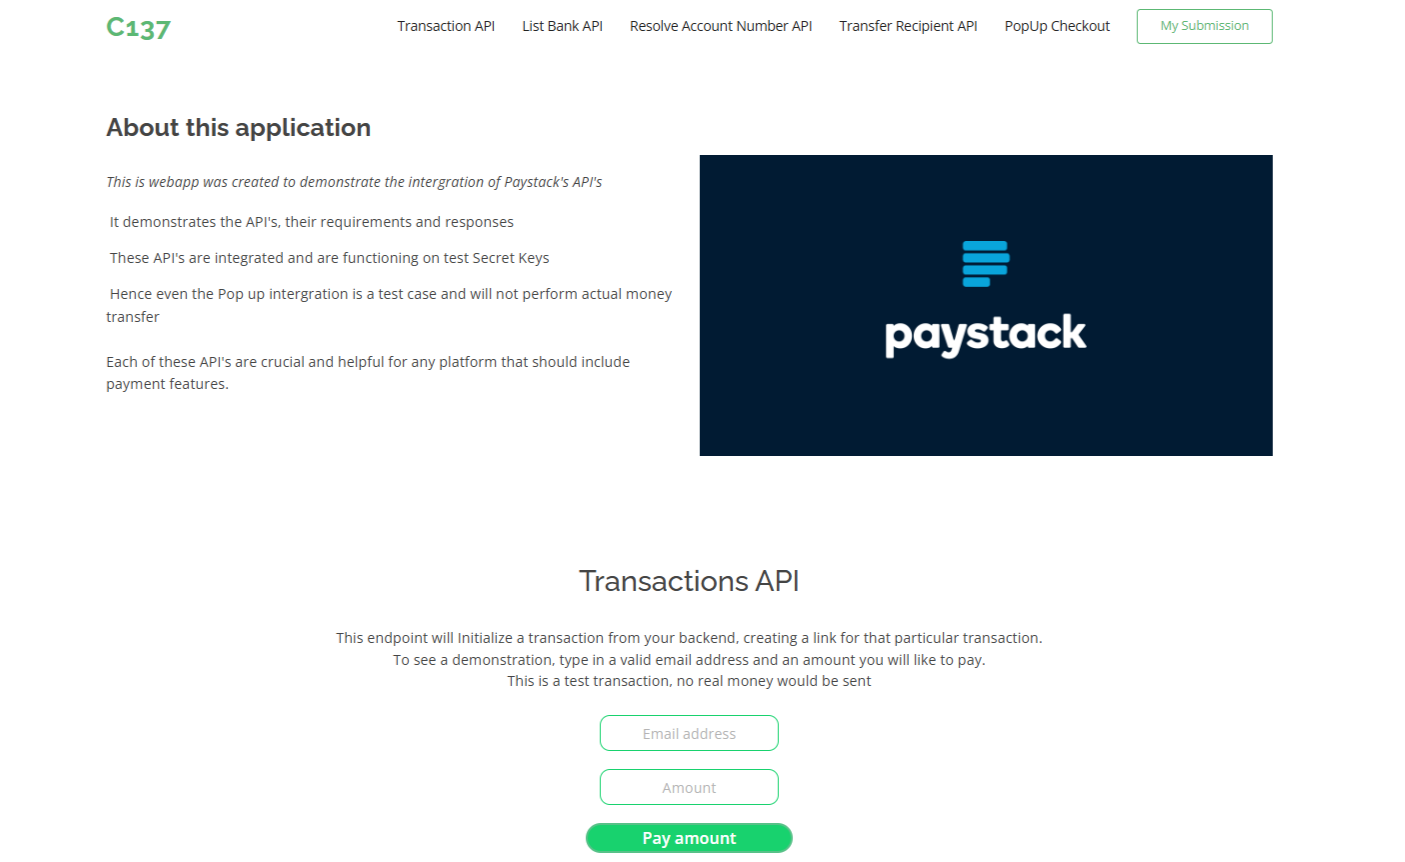 C137
Transaction API
List Bank API
Resolve Account Number API
Transfer Recipient API
PopUp Checkout
My Submission
About this application
This is webapp was created to demonstrate the intergration of Paystack's API's
It demonstrates the API's, their requirements and responses
These API's are integrated and are functioning on test Secret Keys
Hence even the Pop up intergration is a test case and will not perform actual money
transfer
Each of these API's are crucial and helpful for any platform that should include
payment features.
paystack
Transactions API
This endpoint will Initialize a transaction from your backend, creating a link for that particular transaction.
To see a demonstration, type in a valid email address and an amount you will like to pay.
This is a test transaction, no real money would be sent
Email address
Amount
Pay amount